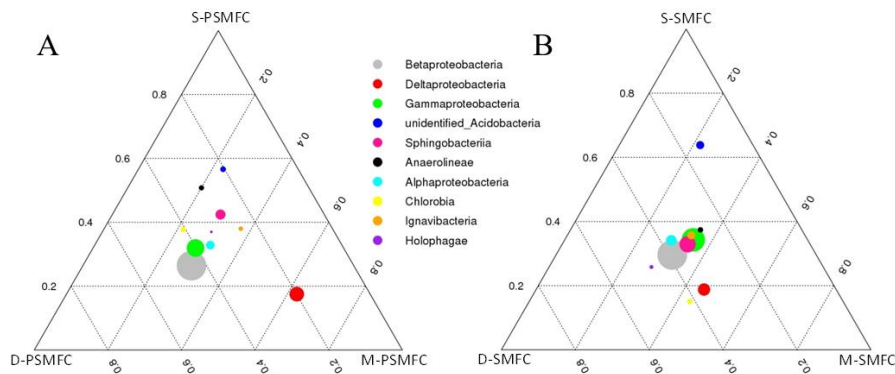 S-PSMFC
S-SMFC
A
B
Betaproteobacteria
Deltaproteobacteria
Gammaproteobacteria
unidentified_Acidobacteria
Sphingobacteriia
Anaerolineae
Alphaproteobacteria
Chlorobia
Ignavibacteria
Holophagae
0.8
0.6
0.4
0.2
0.2
0.4
0.6
0.8
D-PSMFC
M-PSMFC
0.8
0.6
0.4
0.2
0.8
0.6
0.4
0.2
0.2
0.4
0.6
0.8
D-SMFC
M-SMFC
0.8
0.6
0.4
0.2